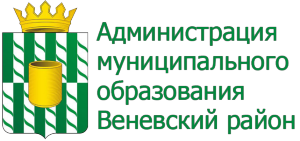 Администрация
муниципального
образования
Веневский район